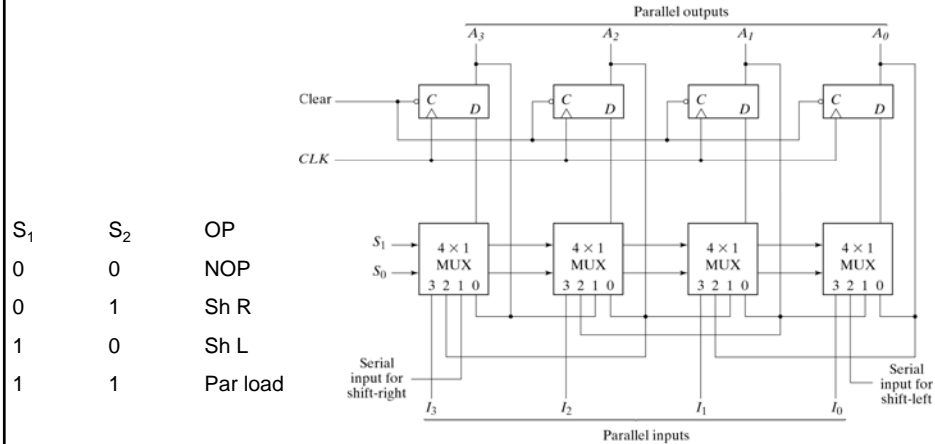 Parallel outputs
A₃ A₂ A₁ A₀
Clear C D C D C D C D
CLK
S₁ S₂ OP
0 0 NOP
0 1 Sh R
1 0 Sh L
1 1 Par load
S₁ 4 × 1 4 × 1 4 × 1 4 × 1
S₀ MUX MUX MUX MUX
3 2 1 0 3 2 1 0 3 2 1 0 3 2 1 0
Serial
input for
shift-right
Serial
input for
shift-left
I₃ I₂ I₁ I₀
Parallel inputs